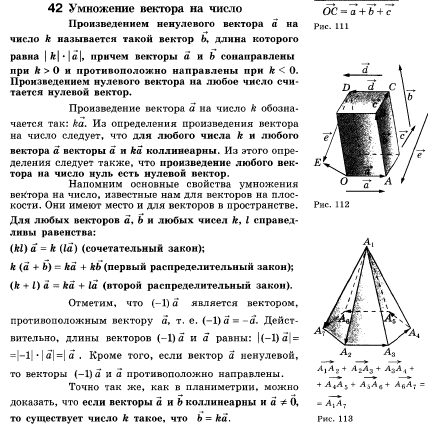 42 Умножение вектора на число
Произведением ненулевого вектора a⃗ на
число k называется такой вектор b⃗, длина которого
равна |k|·|a⃗|, причем векторы a⃗ и b⃗ сонаправлены
при k > 0 и противоположно направлены при k < 0.
Произведением нулевого вектора на любое число счи-
тается нулевой вектор.
Произведение вектора a⃗ на число k обозна-
чается так: ka⃗. Из определения произведения вектора
на число следует, что для любого числа k и любого
вектора a⃗ векторы a⃗ и ka⃗ коллинеарны. Из этого опре-
деления следует также, что произведение любого век-
тора на число нуль есть нулевой вектор.
Напомним основные свойства умножения
вектора на число, известные нам для векторов на плос-
кости. Они имеют место и для векторов в пространстве.
Для любых векторов a⃗, b⃗ и любых чисел k, l справед-
ливы равенства:
(kl) a⃗ = k (la⃗) (сочетательный закон);
k (a⃗ + b⃗) = ka⃗ + kb⃗ (первый распределительный закон);
(k + l) a⃗ = ka⃗ + la⃗ (второй распределительный закон).
Отметим, что (−1) a⃗ является вектором,
противоположным вектору a⃗, т. е. (−1) a⃗ = −a⃗. Дейст-
вительно, длины векторов (−1) a⃗ и a⃗ равны: |(−1) a⃗| =
=|−1|·|a⃗|=|a⃗|. Кроме того, если вектор a⃗ ненулевой,
то векторы (−1) a⃗ и a⃗ противоположно направлены.
Точно так же, как в планиметрии, можно
доказать, что если векторы a⃗ и b⃗ коллинеарны и a⃗ ≠ 0⃗,
то существует число k такое, что b⃗ = ka⃗.
OC = a⃗ + b⃗ + c⃗
Рис. 111
d⃗
D C
b⃗
c⃗
e⃗
c⃗
e⃗
E
O A
a⃗
Рис. 112
A₁
A₆ A₅
A₇ A₄
A₂ A₃
A₁A₂ + A₂A₃ + A₃A₄ +
+ A₄A₅ + A₅A₆ + A₆A₇ =
= A₁A₇
Рис. 113